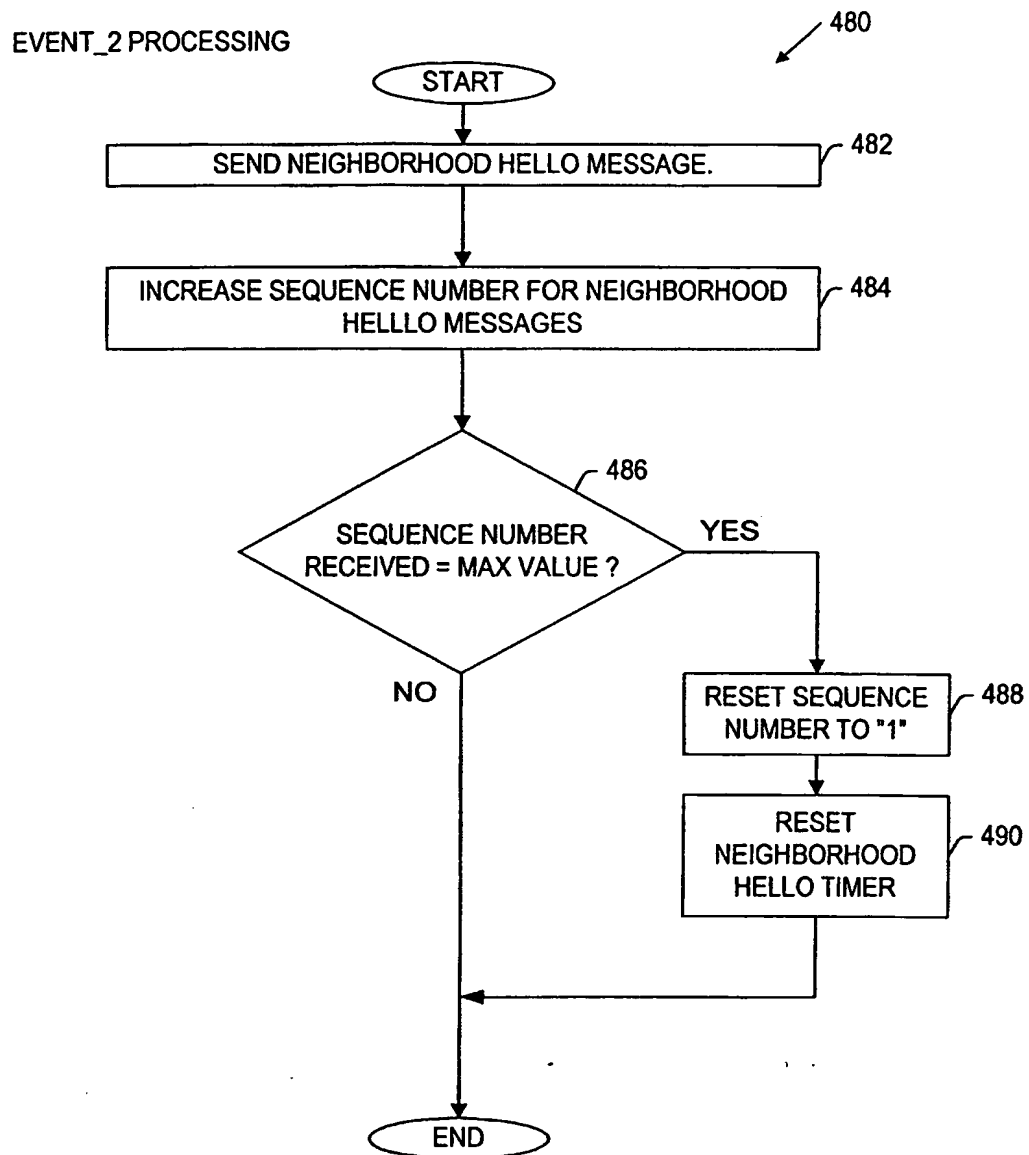 480
EVENT_2 PROCESSING
START
482
SEND NEIGHBORHOOD HELLO MESSAGE.
INCREASE SEQUENCE NUMBER FOR NEIGHBORHOOD
HELLLO MESSAGES
484
486
SEQUENCE NUMBER
RECEIVED = MAX VALUE ?
YES
NO
RESET SEQUENCE
NUMBER TO "1"
488
RESET
NEIGHBORHOOD
HELLO TIMER
490
END